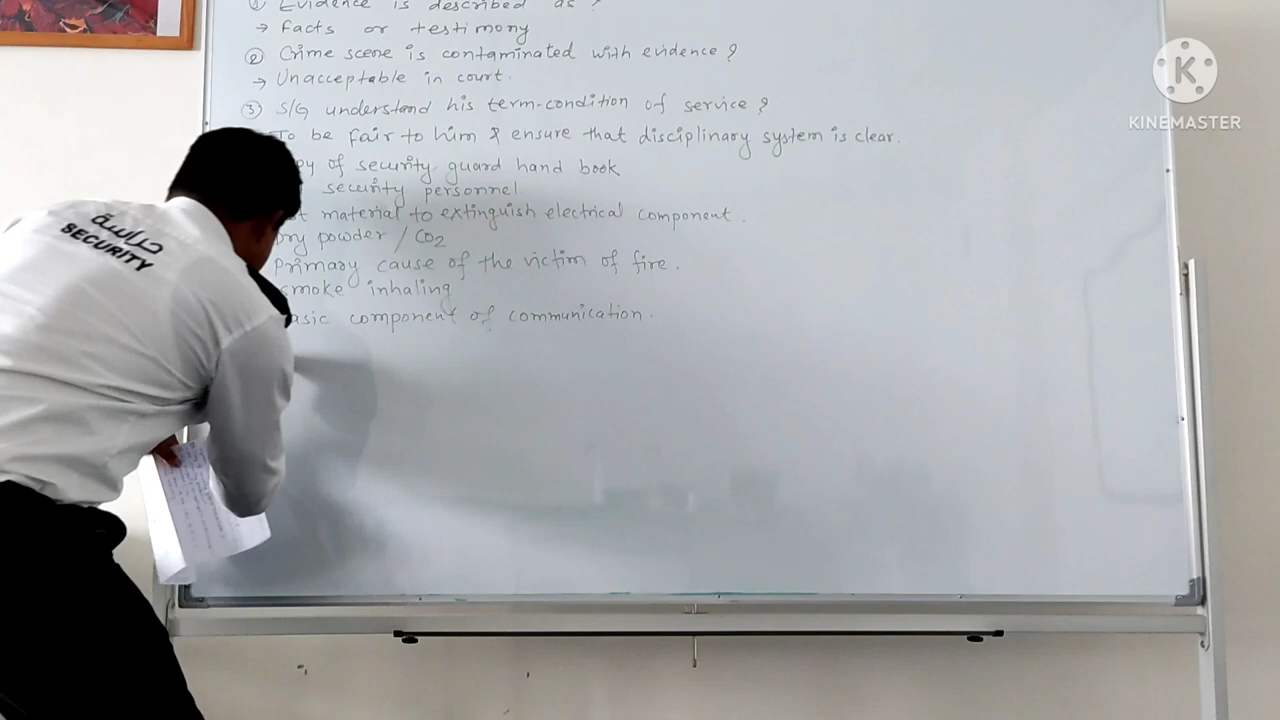 ① Evidence is described as ?
→ Facts or testimony
② Crime scene is contaminated with evidence ?
→ Unacceptable in court.
③ S/G understand his term-condition of service ?
To be fair to him & ensure that disciplinary system is clear.
of security guard hand book
security personnel
material to extinguish electrical component.
Dry powder / CO2
Primary cause of the victim of fire.
smoke inhaling
component of communication.
حراسة
SECURITY
KINEMASTER